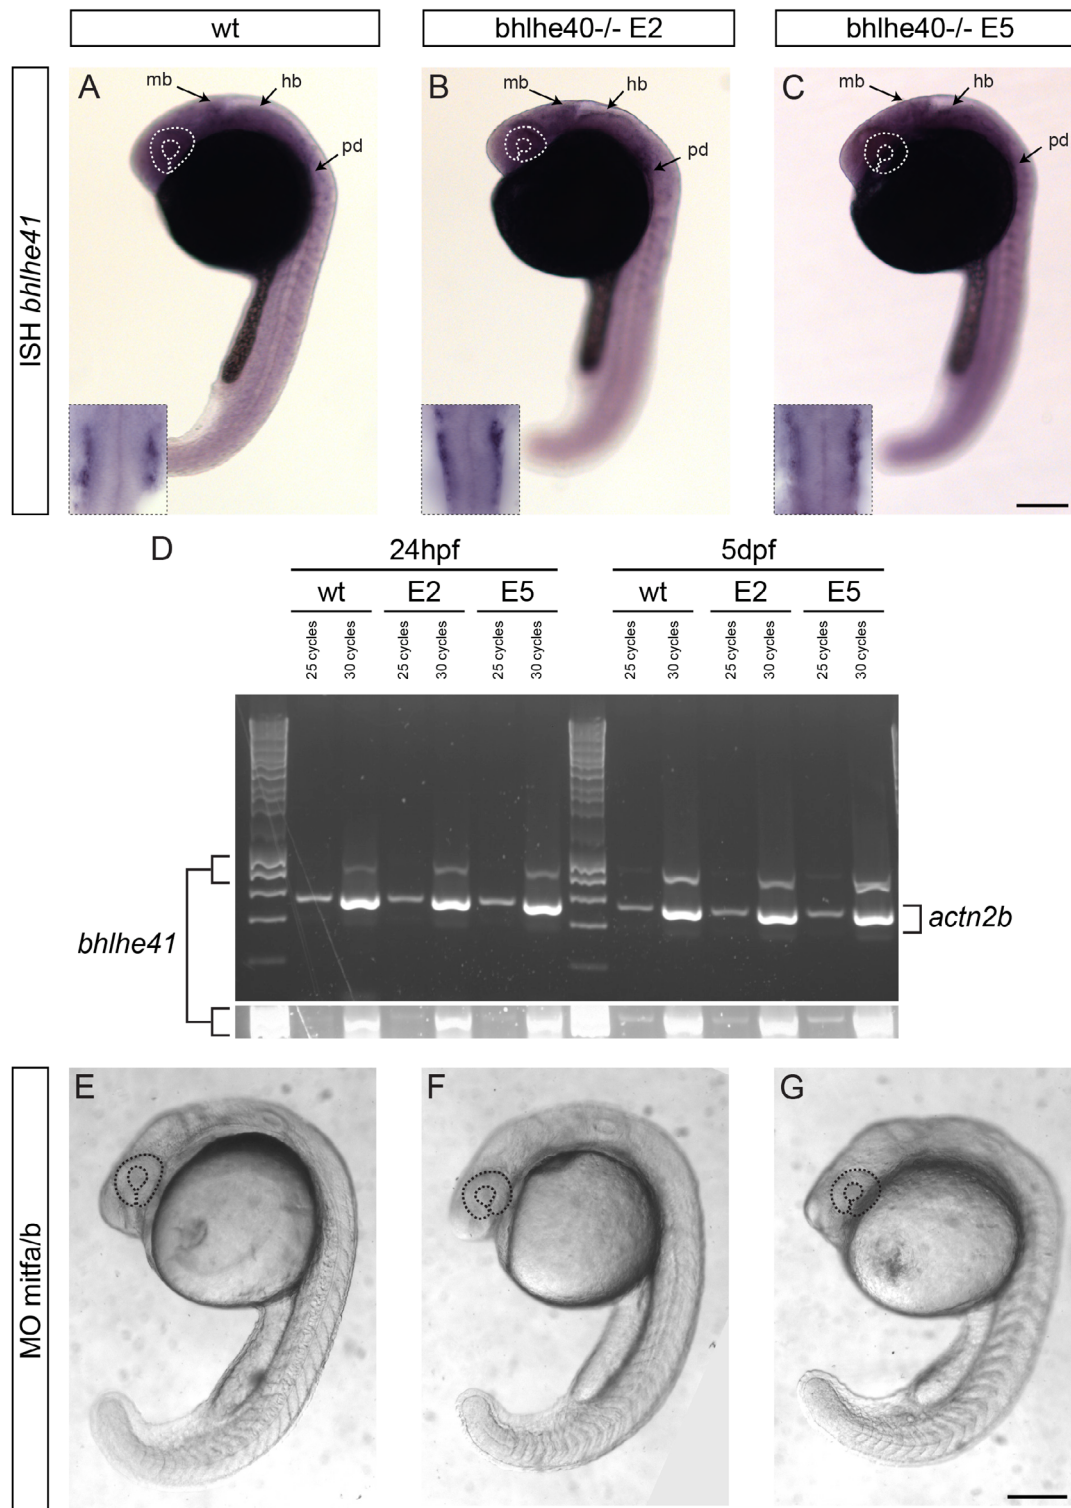 wt
bhlhe40-/- E2
bhlhe40-/- E5
ISH bhlhe41
A
mb
hb
pd
B
mb
hb
pd
C
mb
hb
pd
D
24hpf
5dpf
wt
E2
E5
wt
E2
E5
25 cycles
30 cycles
25 cycles
30 cycles
25 cycles
30 cycles
25 cycles
30 cycles
25 cycles
30 cycles
25 cycles
30 cycles
bhlhe41
actn2b
MO mitfa/b
E
F
G